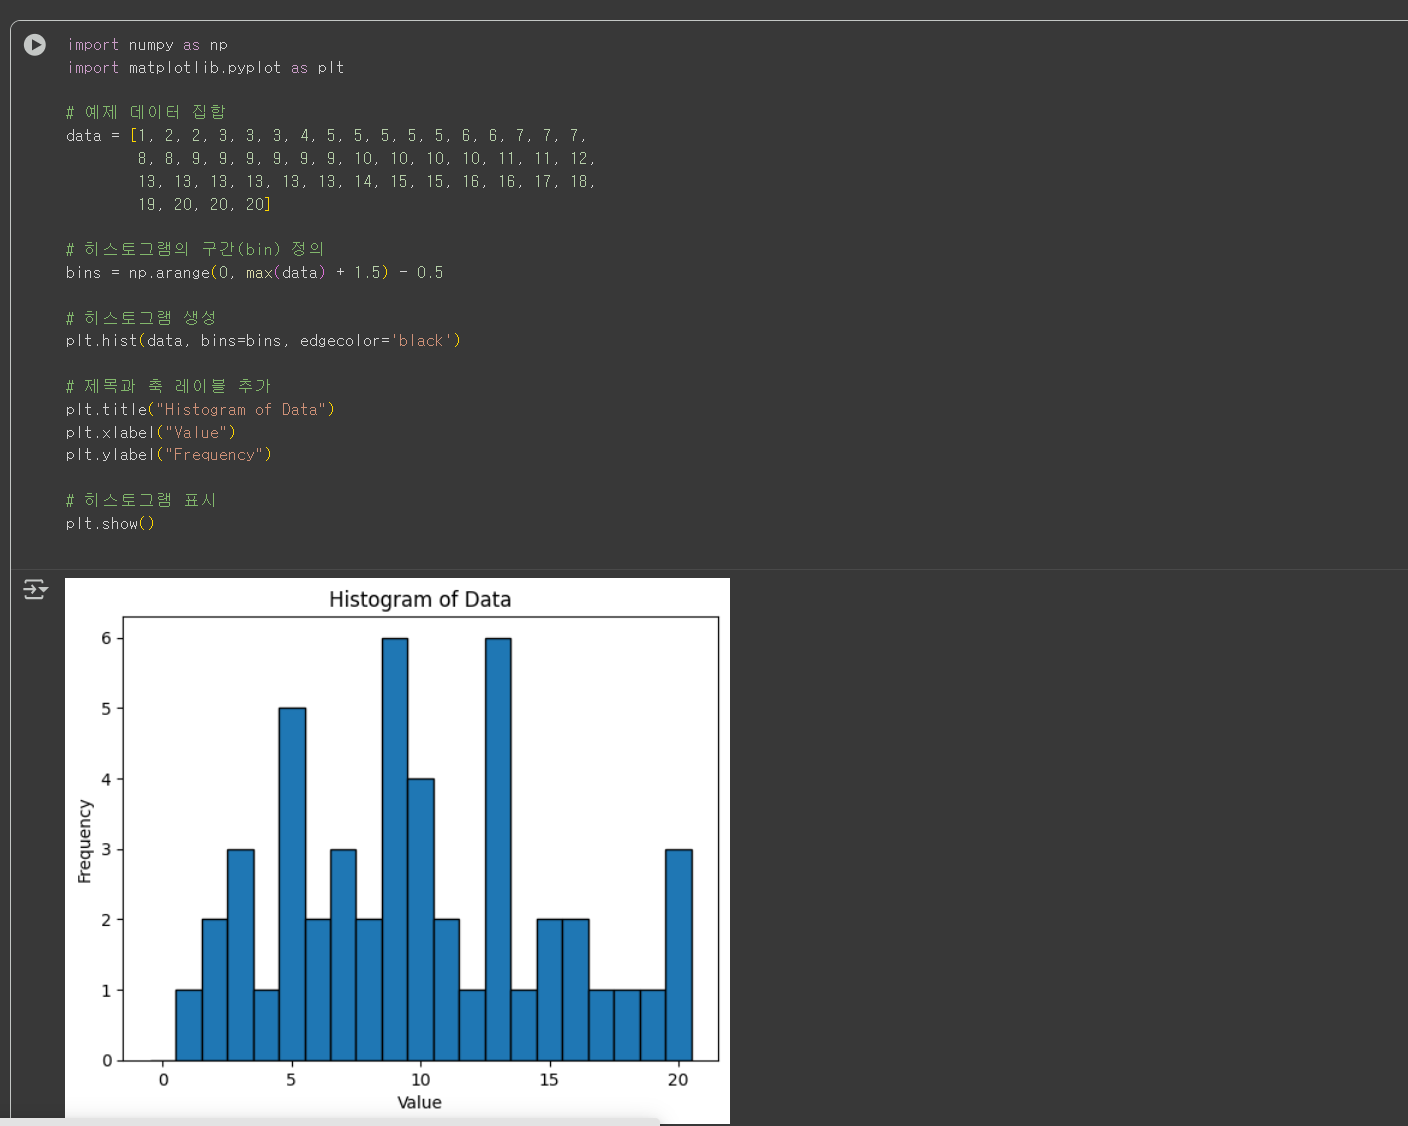 import numpy as np
import matplotlib.pyplot as plt
# 예제 데이터 집합
data = [1, 2, 2, 3, 3, 3, 4, 5, 5, 5, 5, 5, 6, 6, 7, 7, 7,
8, 8, 9, 9, 9, 9, 9, 9, 10, 10, 10, 10, 11, 11, 12,
13, 13, 13, 13, 13, 13, 14, 15, 15, 16, 16, 17, 18,
19, 20, 20, 20]
# 히스토그램의 구간(bin) 정의
bins = np.arange(0, max(data) + 1.5) - 0.5
# 히스토그램 생성
plt.hist(data, bins=bins, edgecolor='black')
# 제목과 축 레이블 추가
plt.title("Histogram of Data")
plt.xlabel("Value")
plt.ylabel("Frequency")
# 히스토그램 표시
plt.show()
Histogram of Data
6
5
4
3
2
1
0
Frequency
0 5 10 15 20
Value